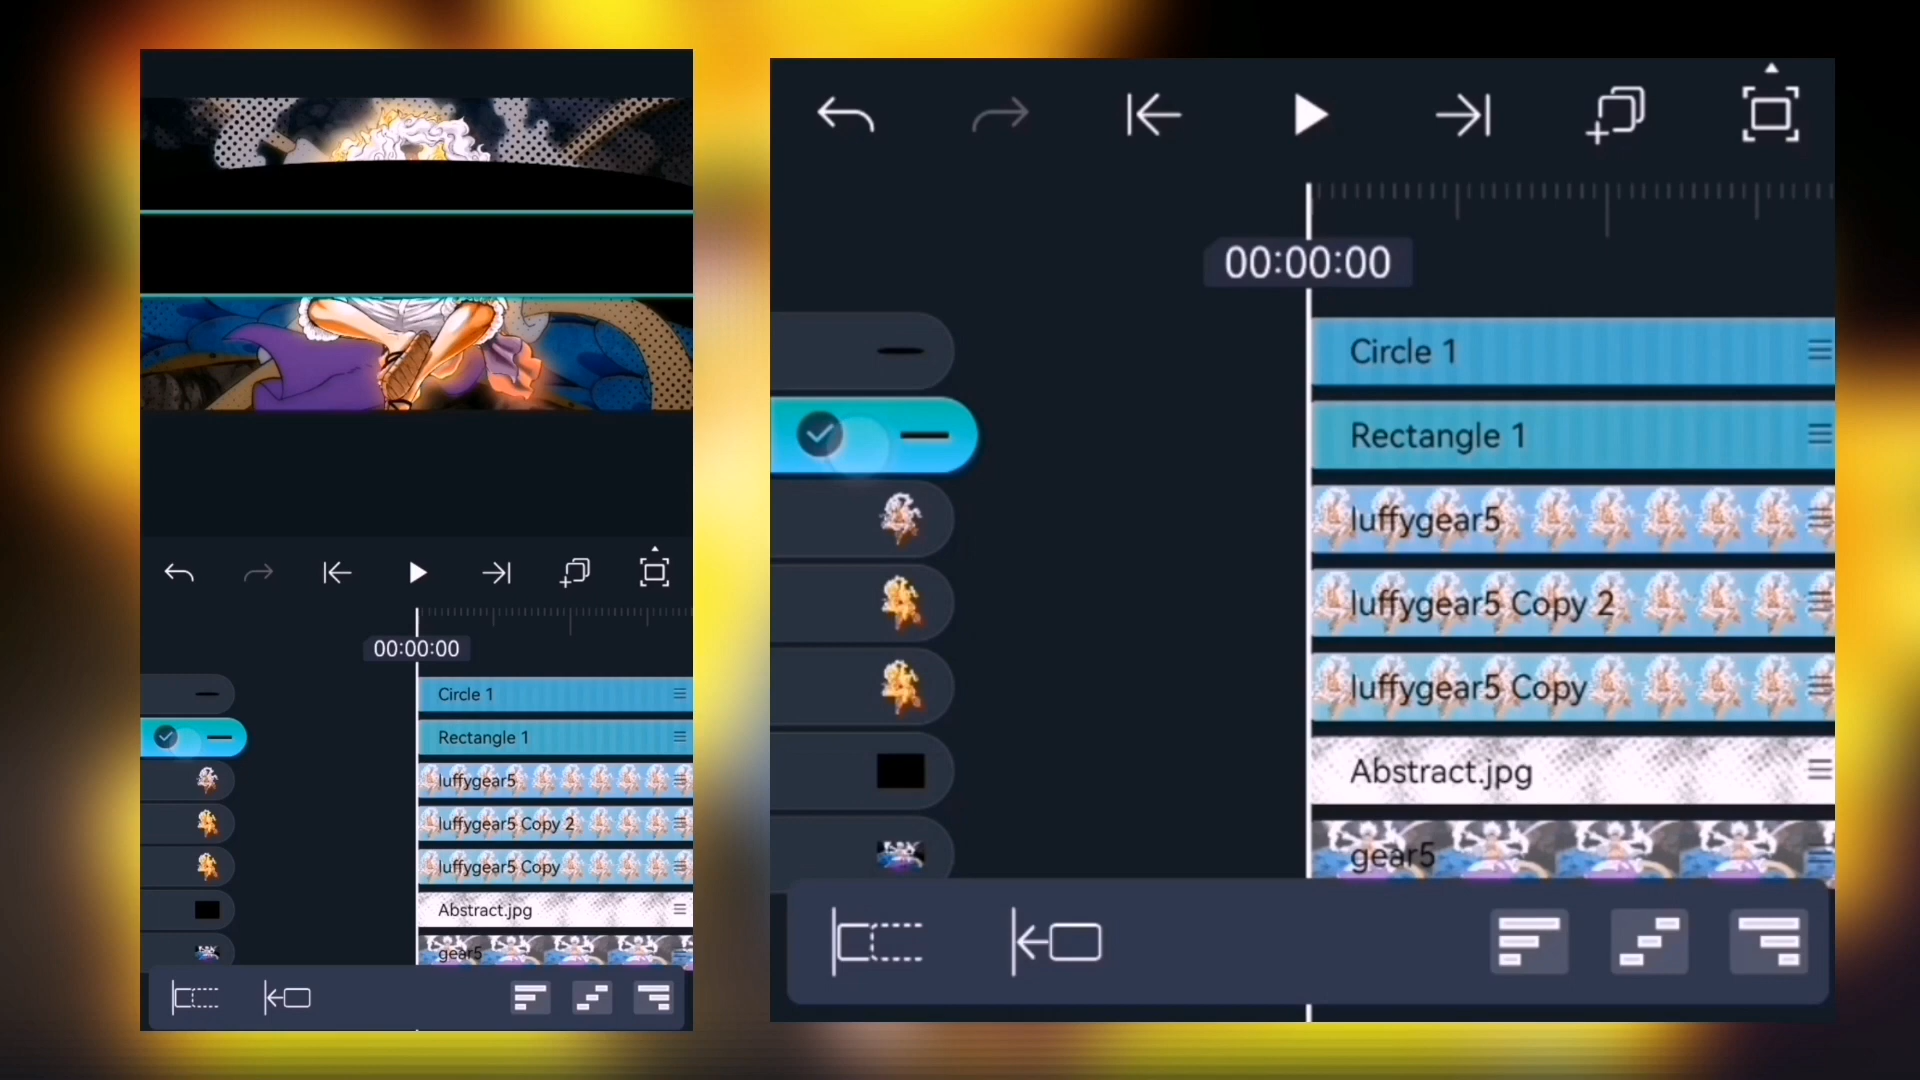 00:00:00
Circle 1
Rectangle 1
luffygear5
luffygear5 Copy 2
luffygear5 Copy
Abstract.jpg
gear5
00:00:00
Circle 1
Rectangle 1
luffygear5
luffygear5 Copy 2
luffygear5 Copy
Abstract.jpg
gear5